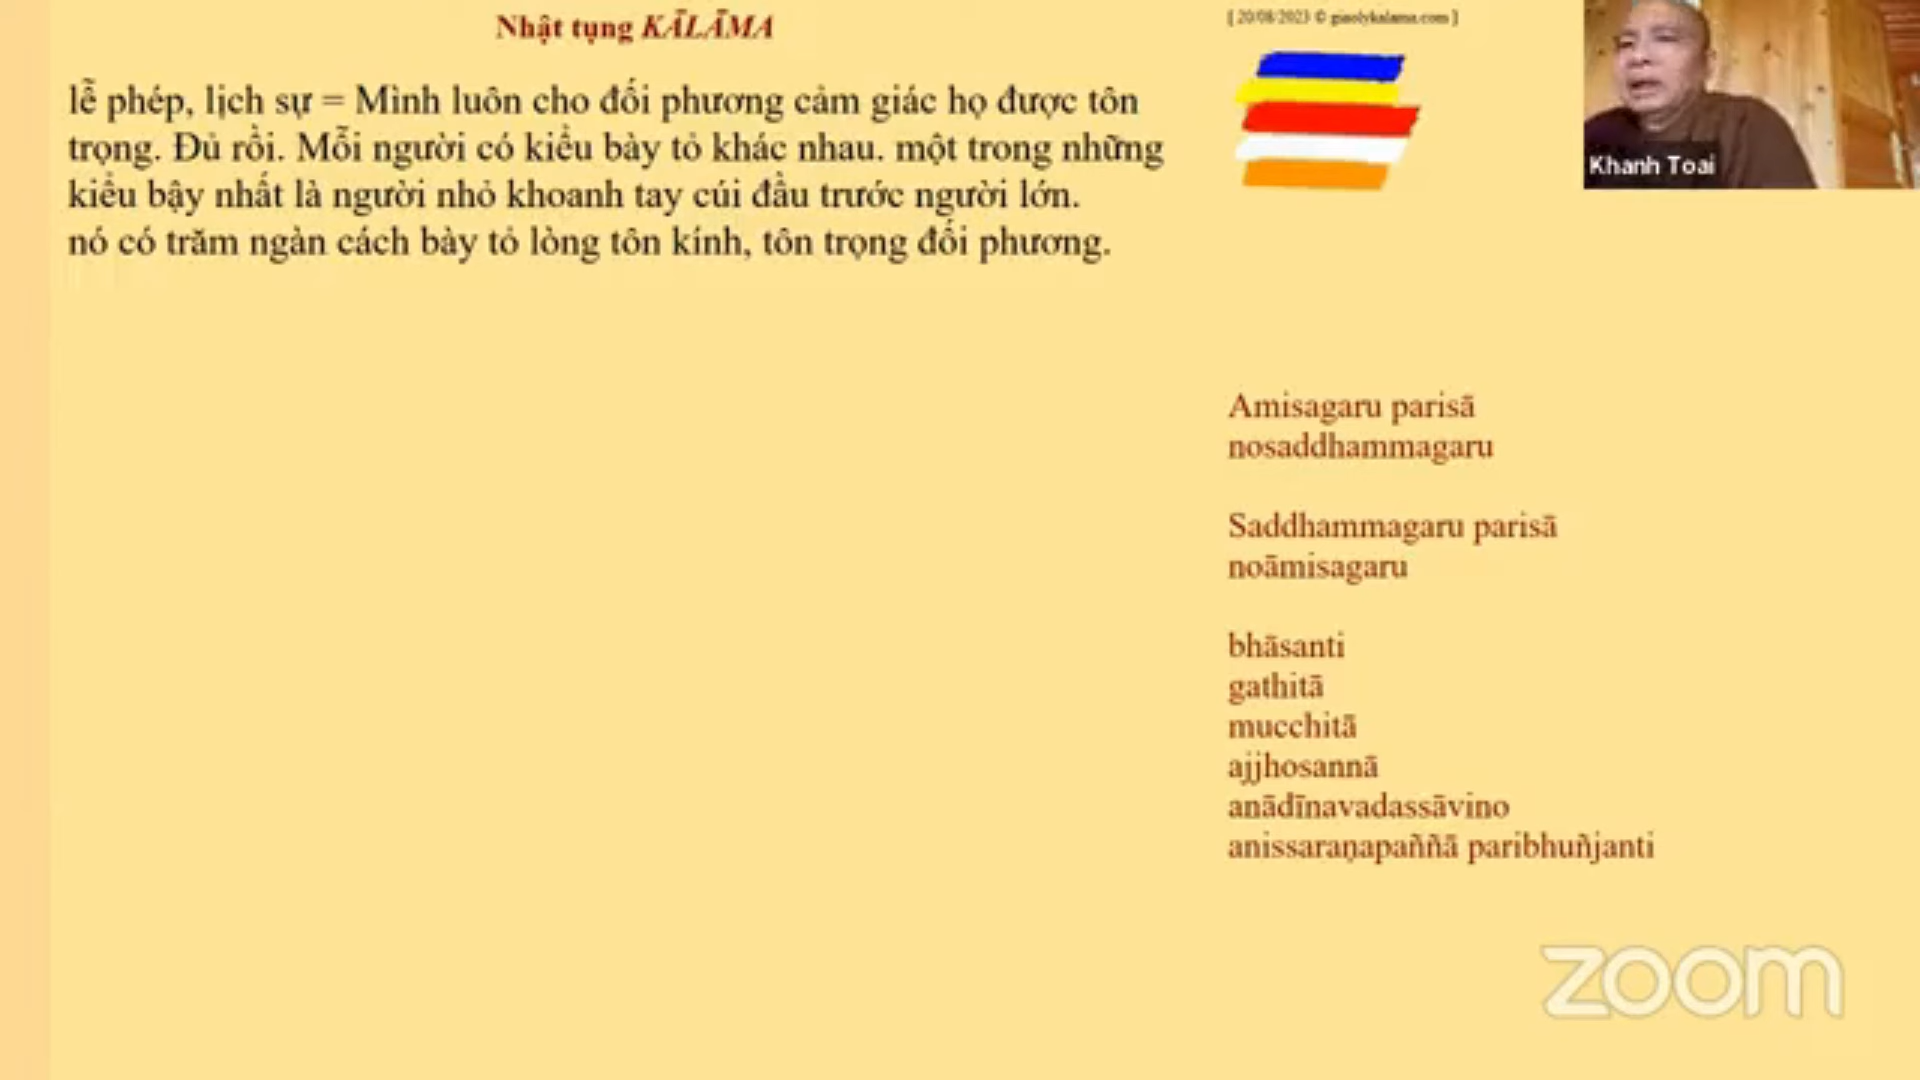 Nhật tụng KĀLĀMA
[ 20/08/2023 © giaolykalama.com ]
lễ phép, lịch sự = Mình luôn cho đối phương cảm giác họ được tôn
trọng. Đủ rồi. Mỗi người có kiểu bày tỏ khác nhau. một trong những
kiểu bậy nhất là người nhỏ khoanh tay cúi đầu trước người lớn.
nó có trăm ngàn cách bày tỏ lòng tôn kính, tôn trọng đối phương.
Khanh Toai
Amisagaru parisā
nosaddhammagaru
Saddhammagaru parisā
noāmisagaru
bhāsanti
gathitā
mucchitā
ajjhosannā
anādīnavadassāvino
anissaraṇapaññā paribhuñjanti
zoom